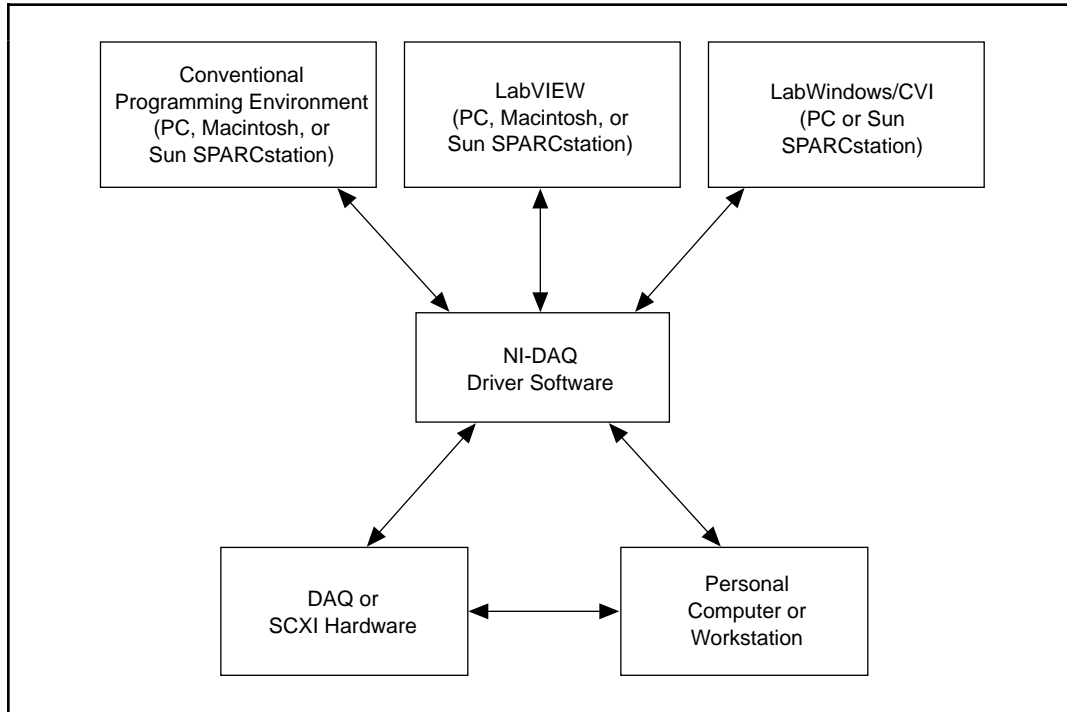 Conventional
Programming Environment
(PC, Macintosh, or
Sun SPARCstation)
LabVIEW
(PC, Macintosh, or
Sun SPARCstation)
LabWindows/CVI
(PC or Sun
SPARCstation)
NI-DAQ
Driver Software
DAQ or
SCXI Hardware
Personal
Computer or
Workstation